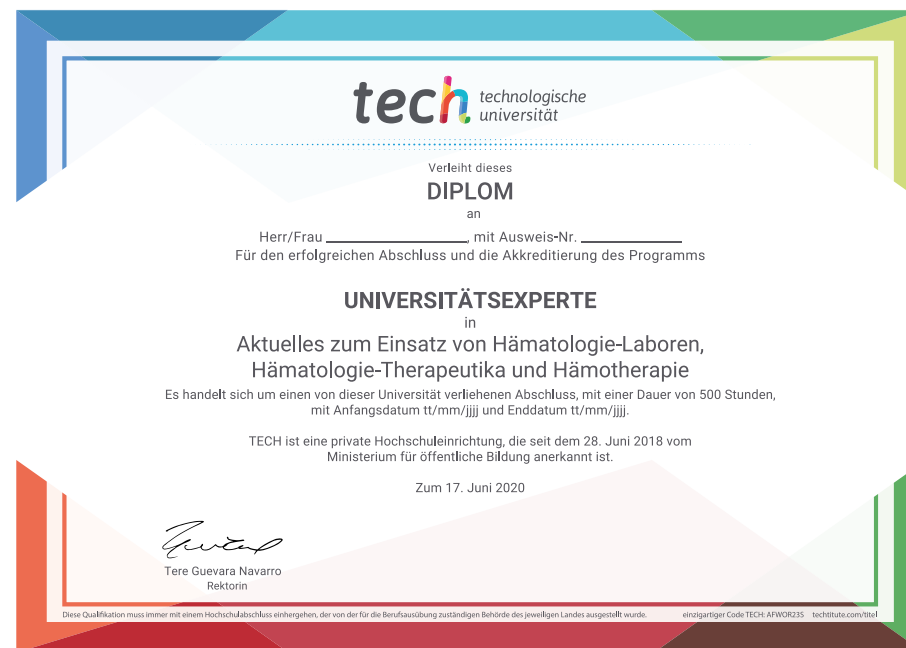 tech technologische
universität
Verleiht dieses
DIPLOM
an
Herr/Frau ____________, mit Ausweis-Nr. ____________
Für den erfolgreichen Abschluss und die Akkreditierung des Programms
UNIVERSITÄTSEXPERTE
in
Aktuelles zum Einsatz von Hämatologie-Laboren,
Hämatologie-Therapeutika und Hämotherapie
Es handelt sich um einen von dieser Universität verliehenen Abschluss, mit einer Dauer von 500 Stunden,
mit Anfangsdatum tt/mm/jjjj und Enddatum tt/mm/jjjj.
TECH ist eine private Hochschuleinrichtung, die seit dem 28. Juni 2018 vom
Ministerium für öffentliche Bildung anerkannt ist.
Zum 17. Juni 2020
Tere Guevara Navarro
Rektorin
Diese Qualifikation muss immer mit einem Hochschulabschluss einhergehen, der von der für die Berufsausübung zuständigen Behörde des jeweiligen Landes ausgestellt wurde. einzigartiger Code TECH: AFWOR23S techtitute.com/titel